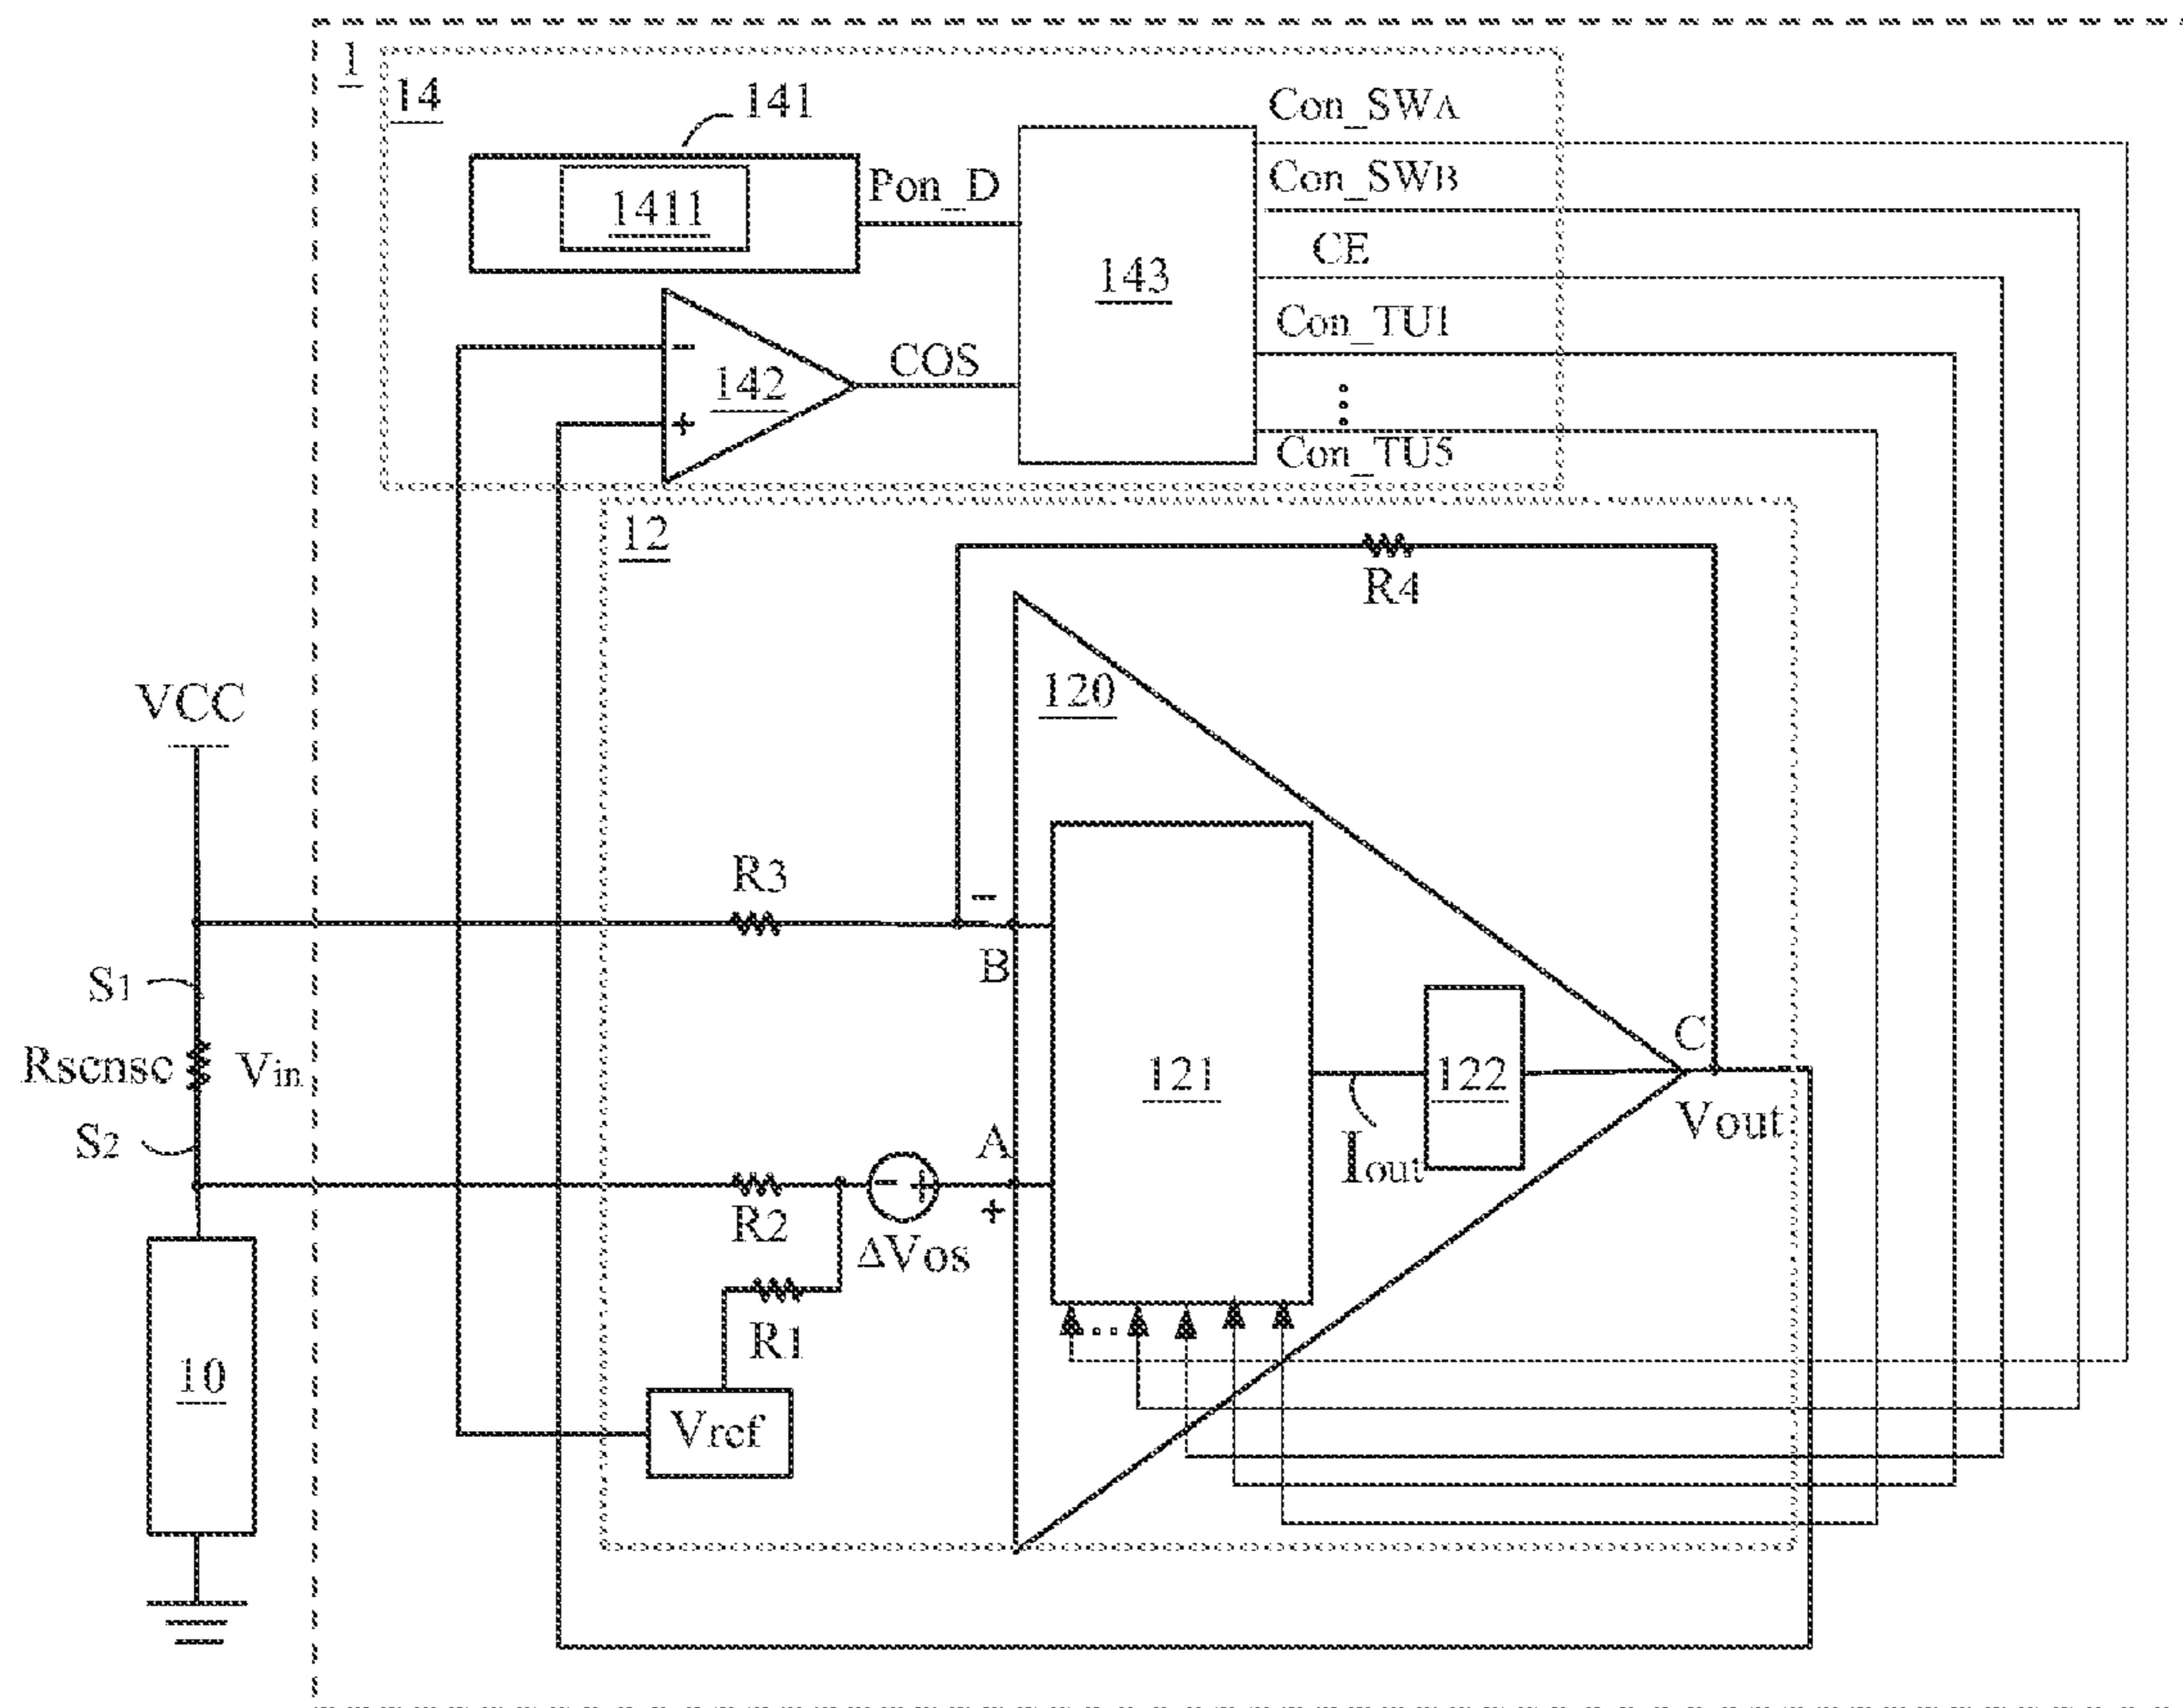 1
14
141
Con_SWA
Pon_D
Con_SWB
1411
CE
143
Con_TU1
COS
142
Con_TU5
-
+
12
R4
120
VCC
R3
-
B
S1
C
Rsense
Vin
121
122
S2
A
Vout
Iout
- +
R2
+
ΔVos
R1
10
Vref